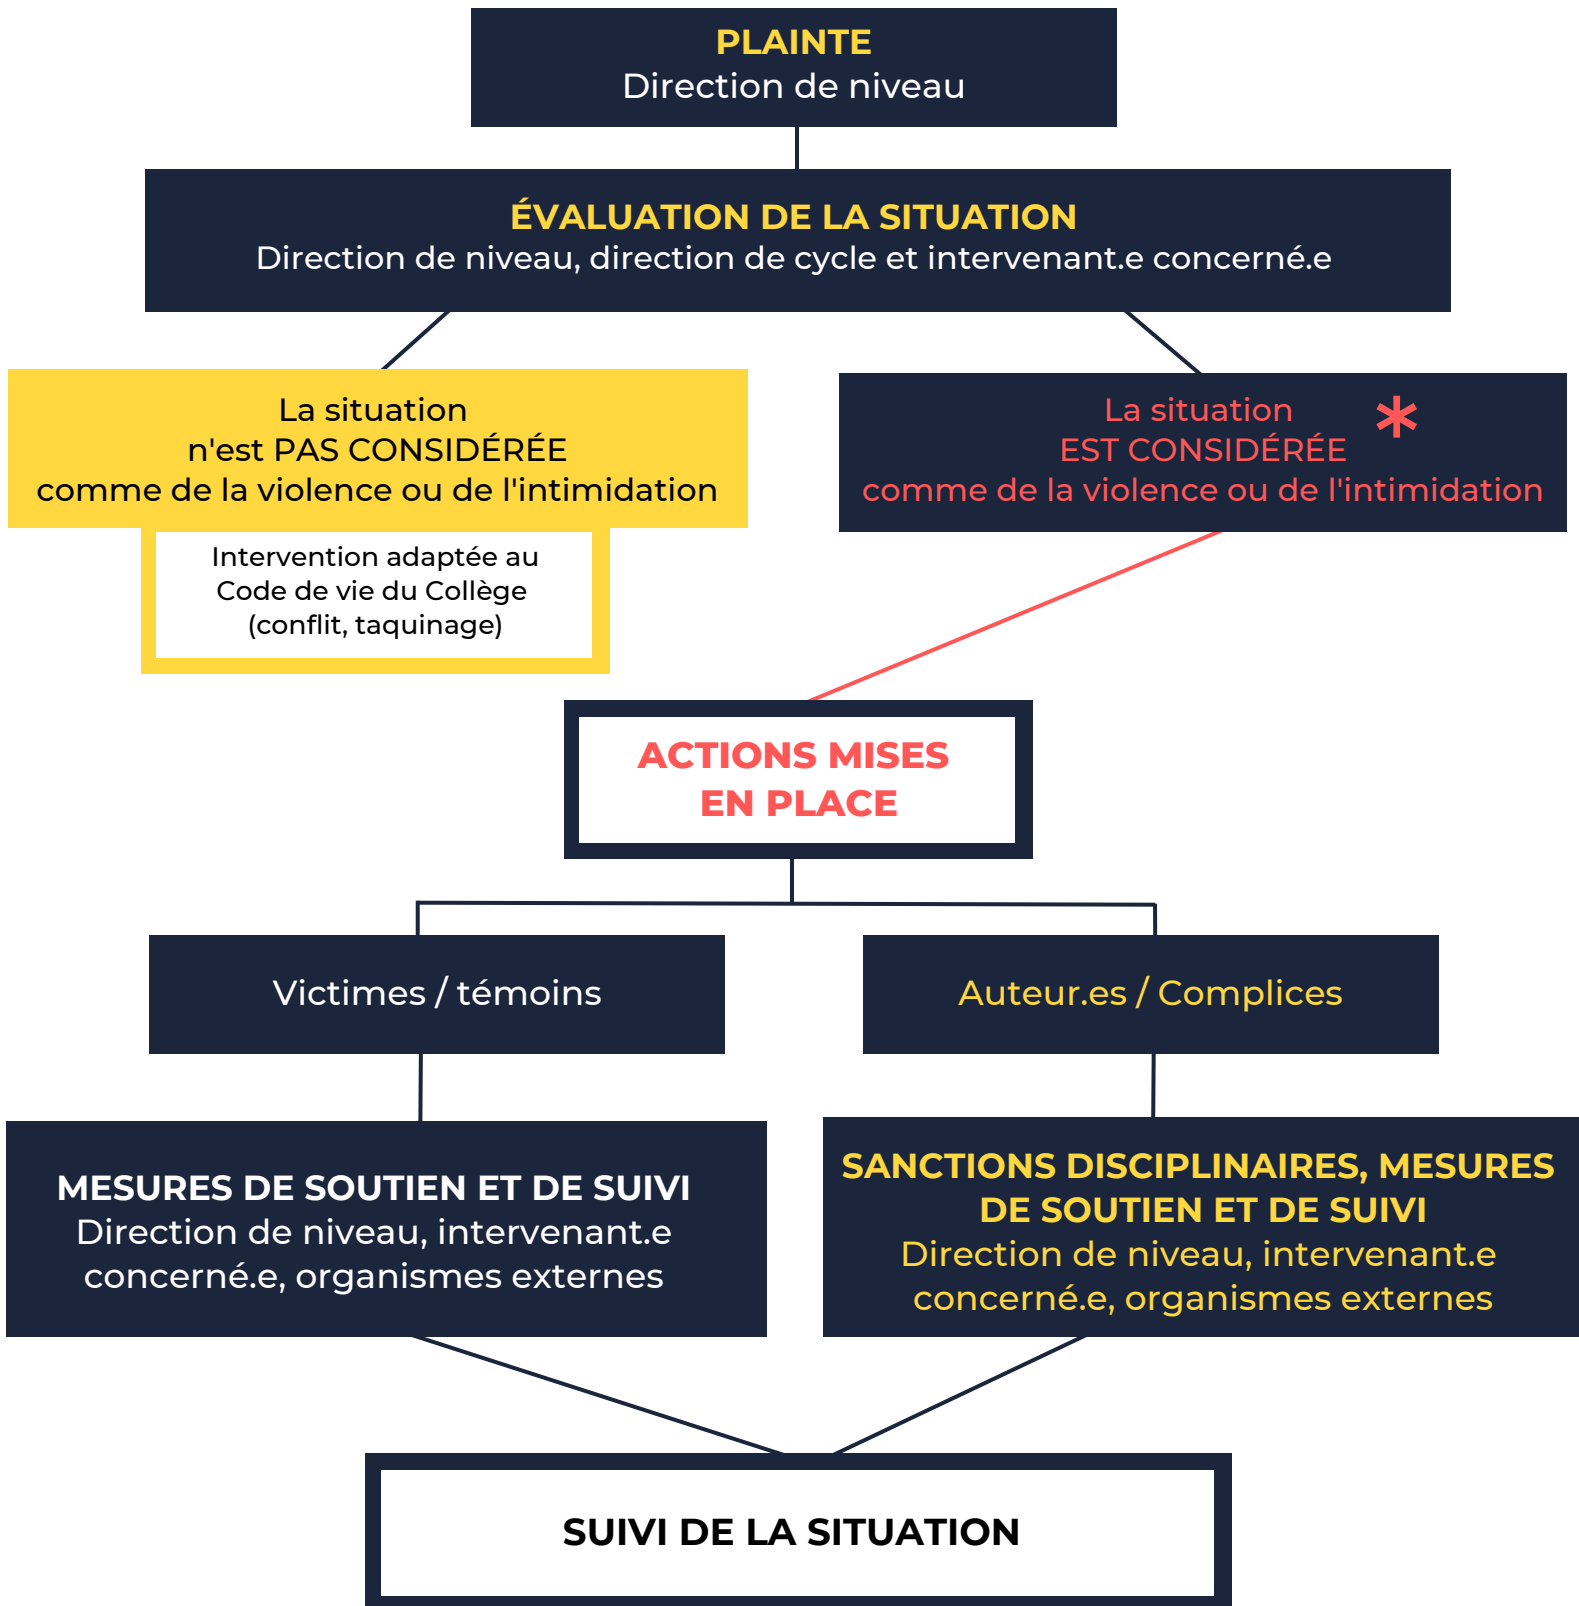 PLAINTE
Direction de niveau
ÉVALUATION DE LA SITUATION
Direction de niveau, direction de cycle et intervenant.e concerné.e
La situation
n'est PAS CONSIDÉRÉE
comme de la violence ou de l'intimidation
Intervention adaptée au
Code de vie du Collège
(conflit, taquinage)
La situation *
EST CONSIDÉRÉE
comme de la violence ou de l'intimidation
ACTIONS MISES
EN PLACE
Victimes / témoins
Auteur.es / Complices
MESURES DE SOUTIEN ET DE SUIVI
Direction de niveau, intervenant.e
concerné.e, organismes externes
SANCTIONS DISCIPLINAIRES, MESURES
DE SOUTIEN ET DE SUIVI
Direction de niveau, intervenant.e
concerné.e, organismes externes
SUIVI DE LA SITUATION